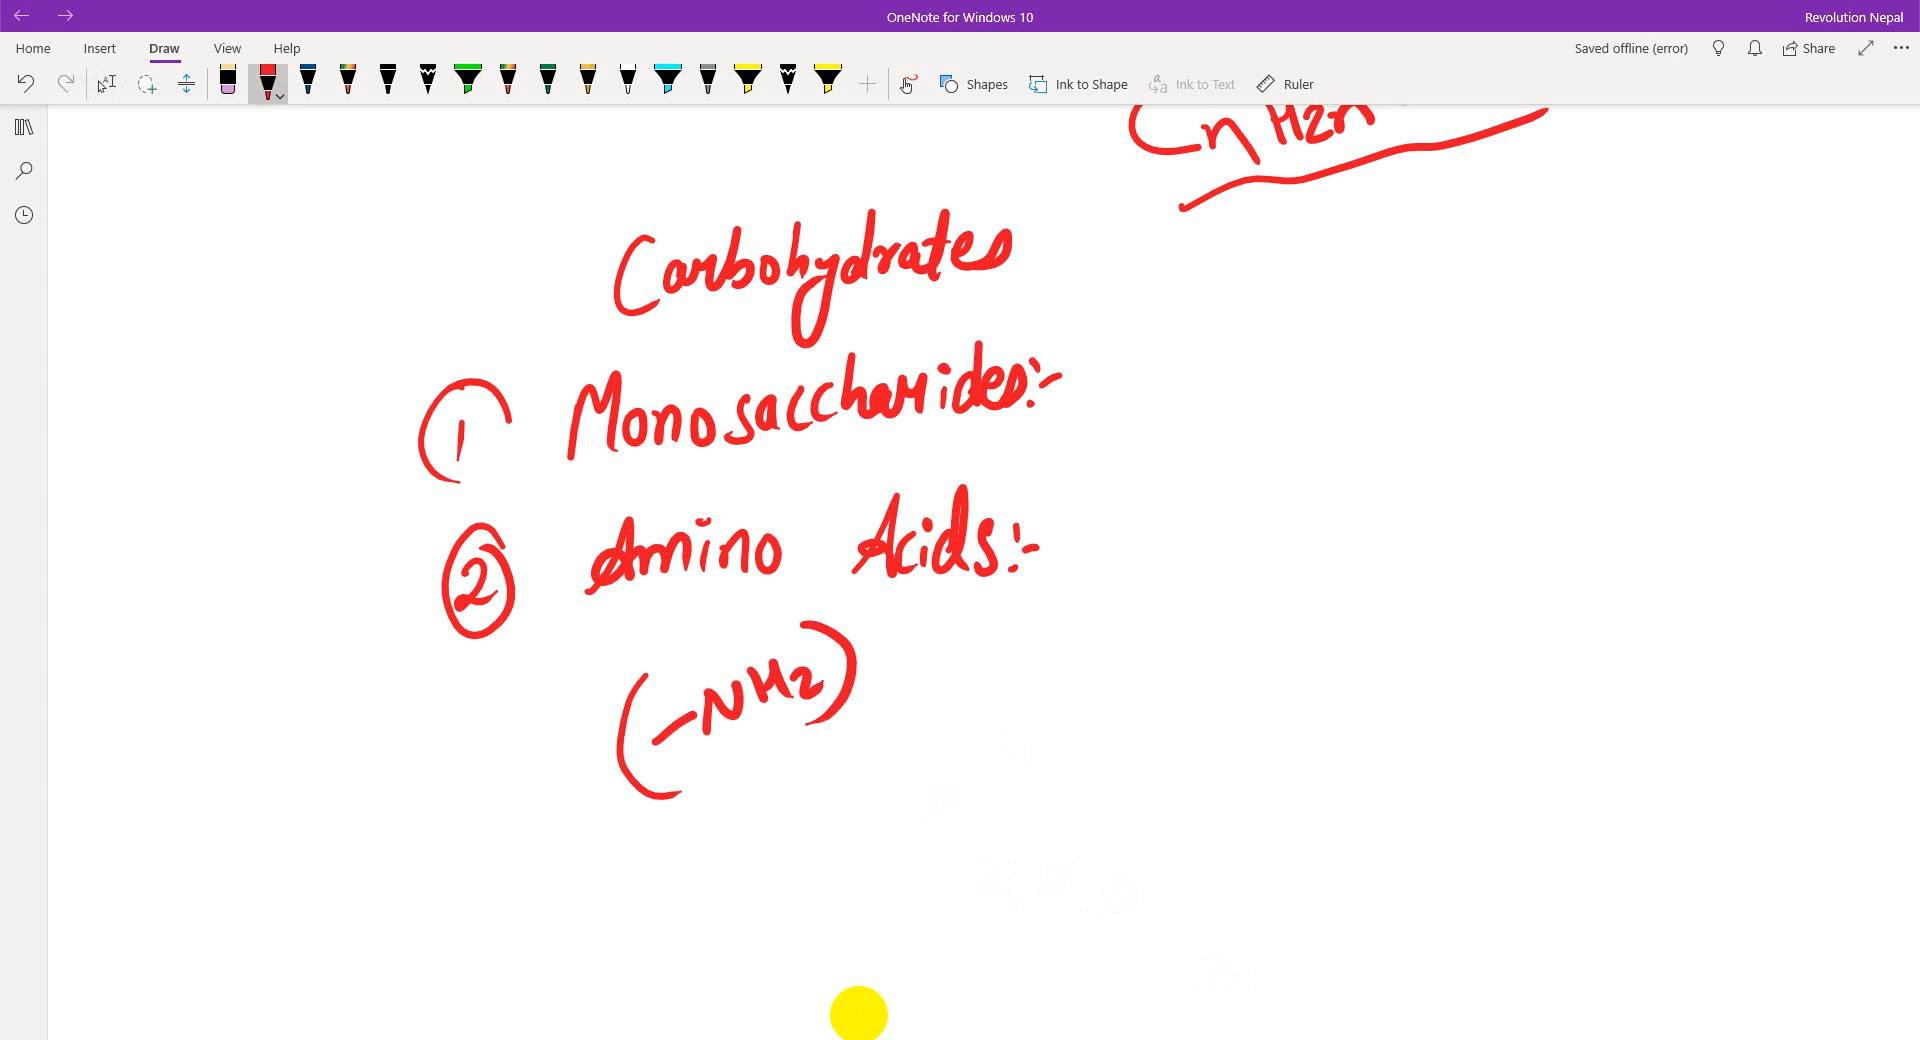 OneNote for Windows 10
Revolution Nepal
Home Insert Draw View Help
Saved offline (error) Share
Shapes Ink to Shape Ink to Text Ruler
CnH2n
Carbohydrates
1 Monosaccharides:-
2 Amino Acids:-
(-NH2)